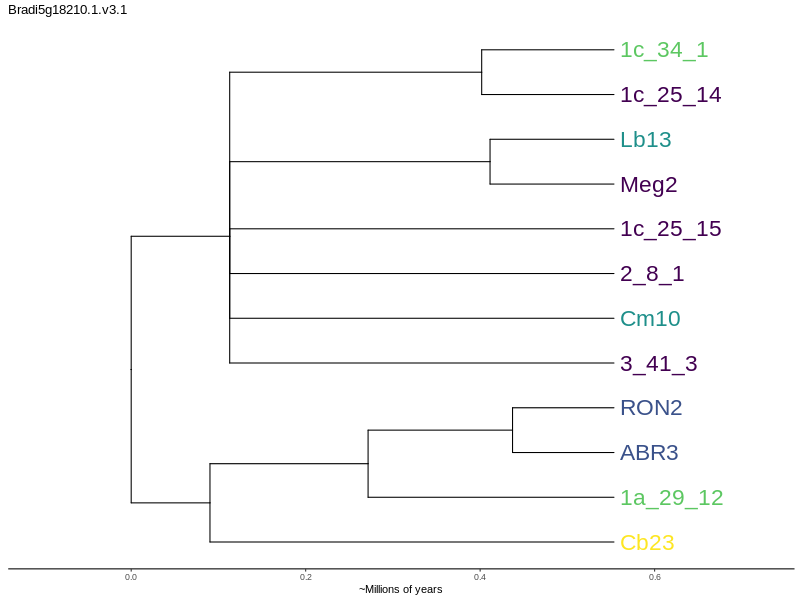 Bradi5g18210.1.v3.1
1c_34_1
1c_25_14
Lb13
Meg2
1c_25_15
2_8_1
Cm10
3_41_3
RON2
ABR3
1a_29_12
Cb23
0.0 0.2 0.4 0.6
~Millions of years